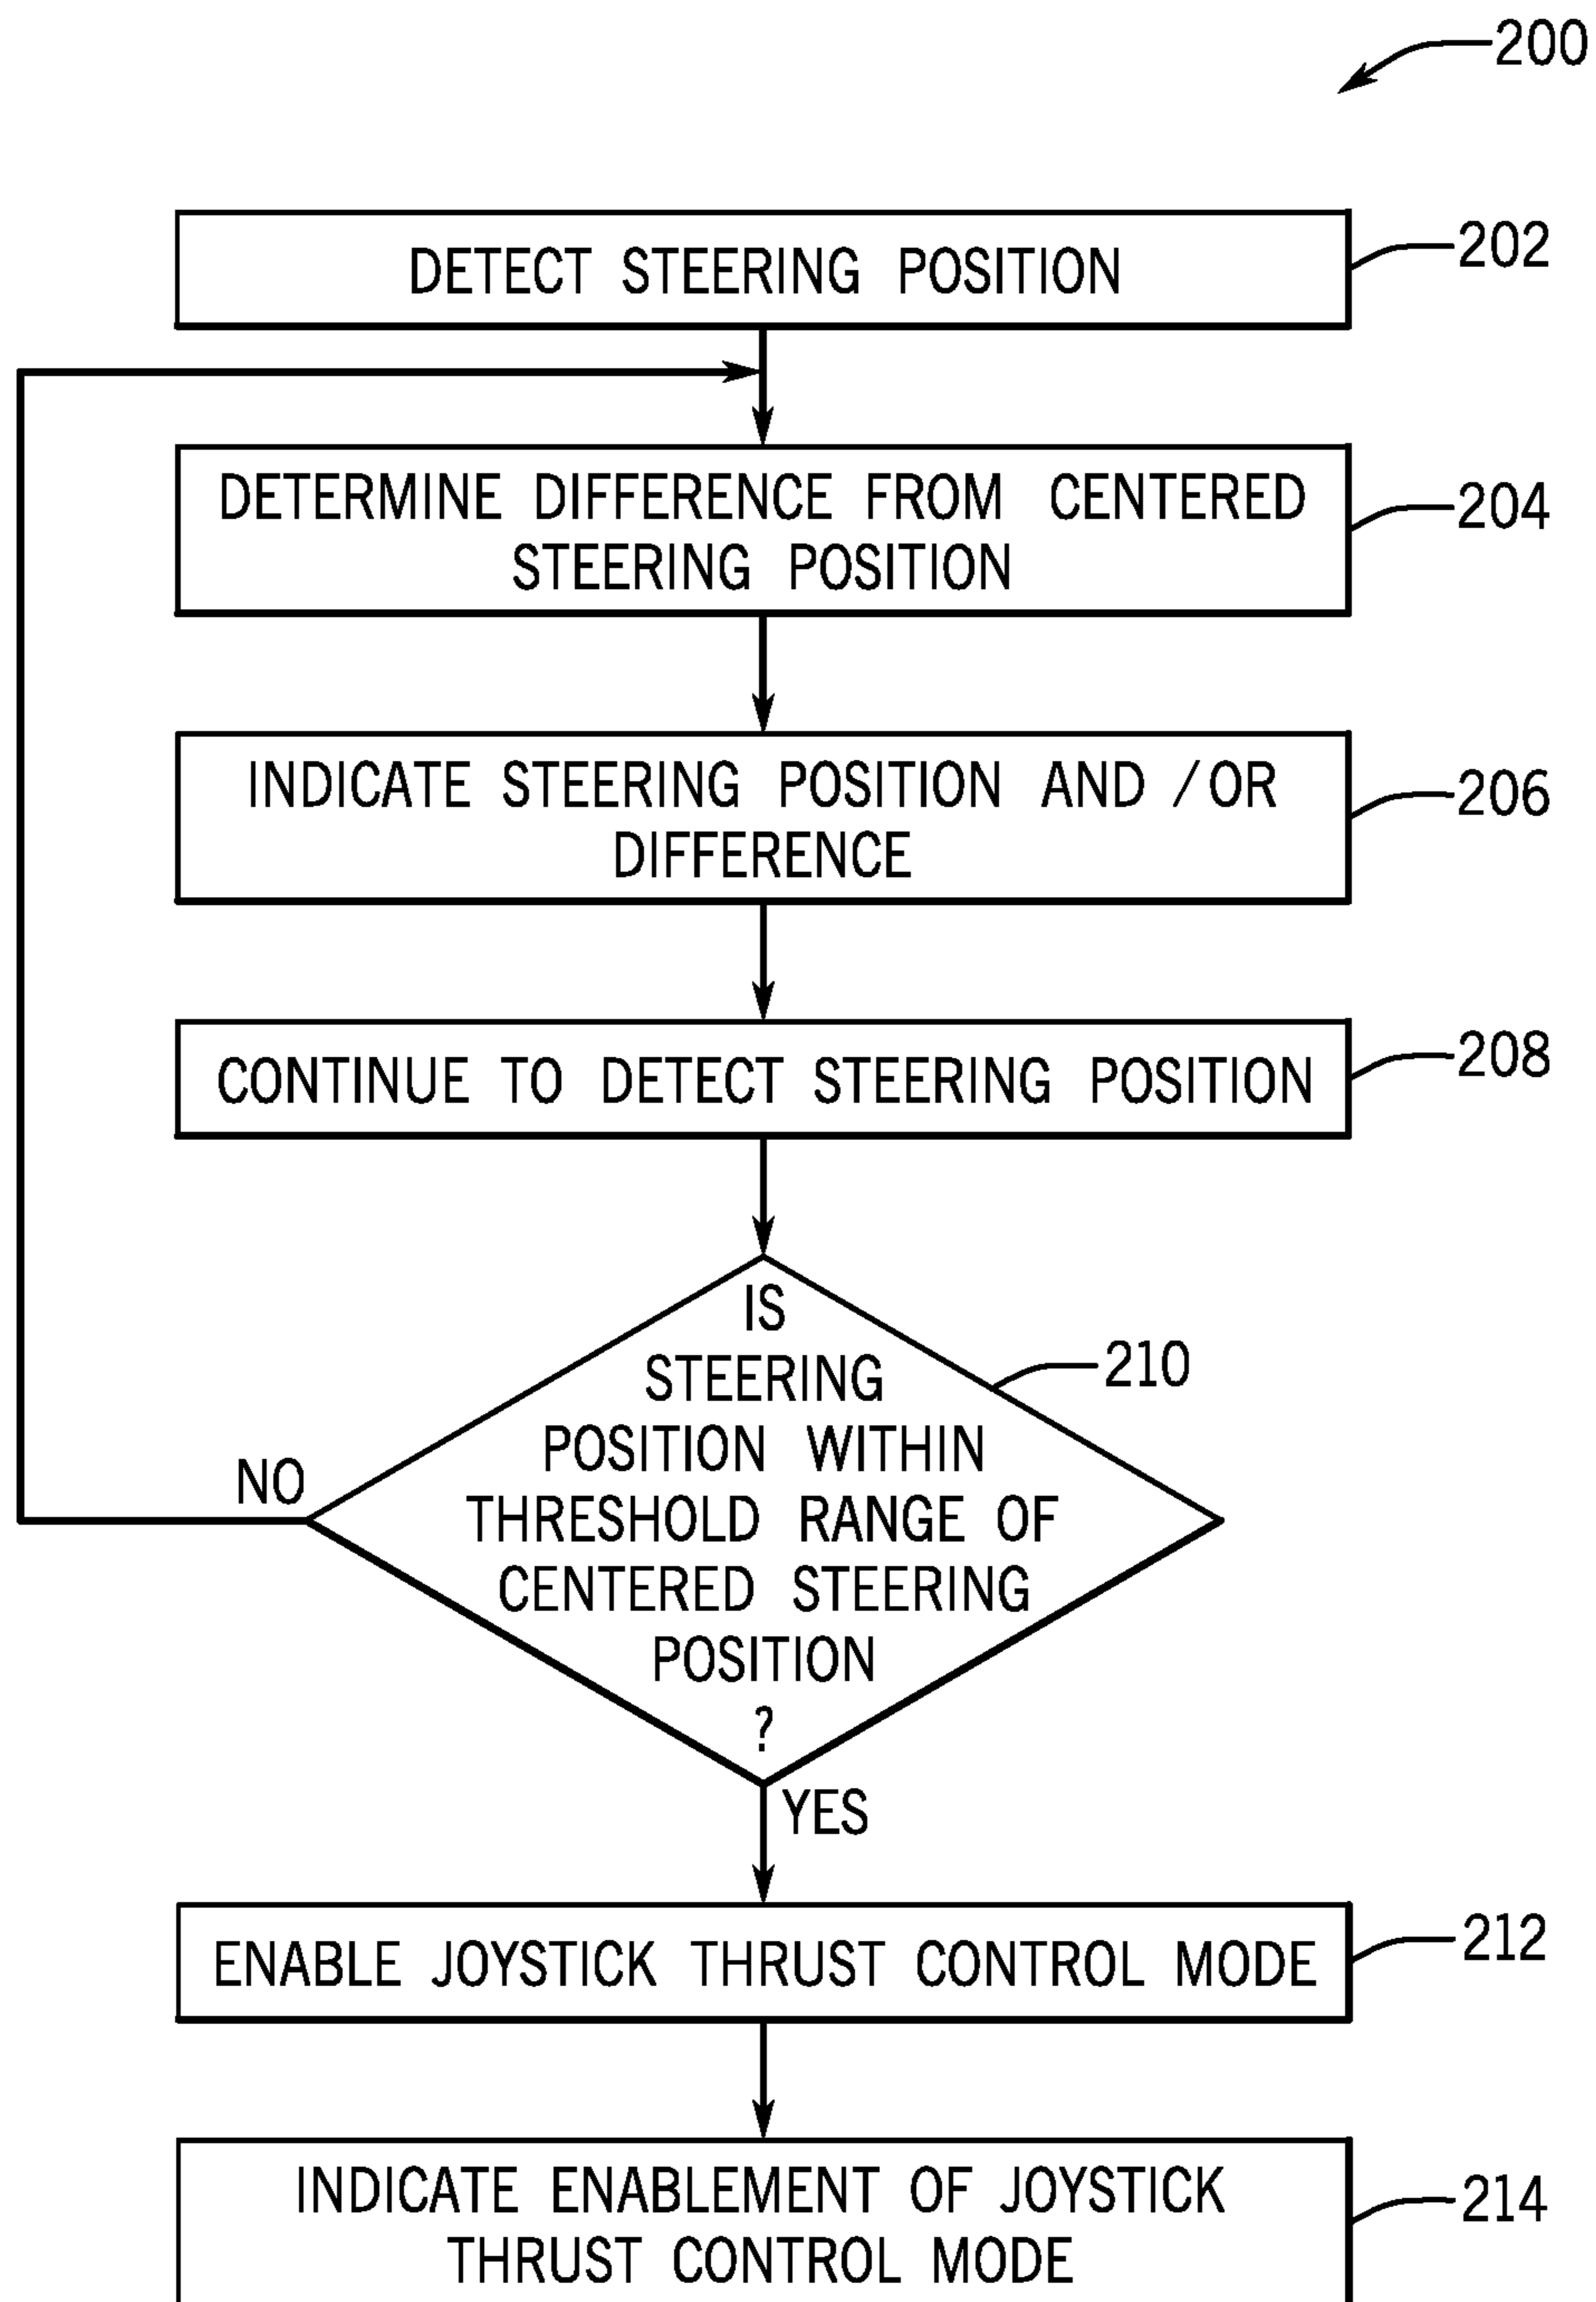 200
DETECT STEERING POSITION
202
DETERMINE DIFFERENCE FROM CENTERED
STEERING POSITION
204
INDICATE STEERING POSITION AND /OR
DIFFERENCE
206
CONTINUE TO DETECT STEERING POSITION
208
IS
STEERING
POSITION WITHIN
THRESHOLD RANGE OF
CENTERED STEERING
POSITION
?
210
NO
YES
ENABLE JOYSTICK THRUST CONTROL MODE
212
INDICATE ENABLEMENT OF JOYSTICK
THRUST CONTROL MODE
214